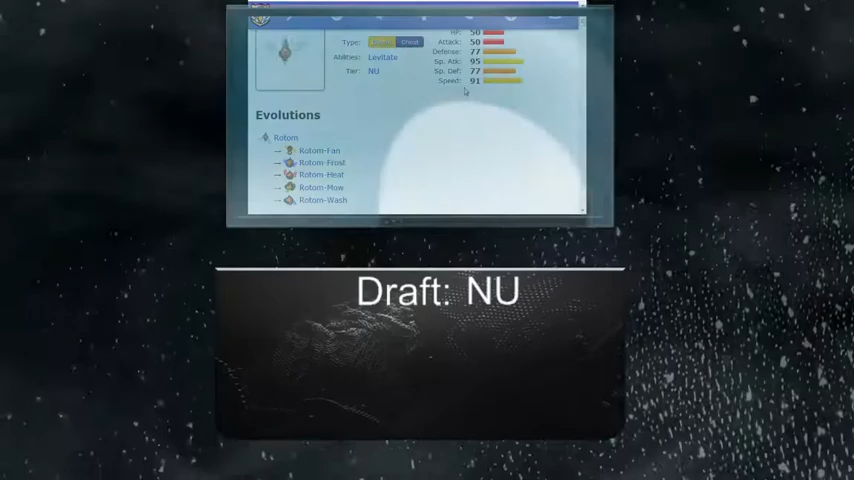 HP: 50
Type: Electric Ghost
Attack: 50
Defense: 77
Abilities: Levitate
Sp. Atk: 95
Tier: NU
Sp. Def: 77
Speed: 91
Evolutions
Rotom
→ Rotom-Fan
→ Rotom-Frost
→ Rotom-Heat
→ Rotom-Mow
→ Rotom-Wash
Draft: NU